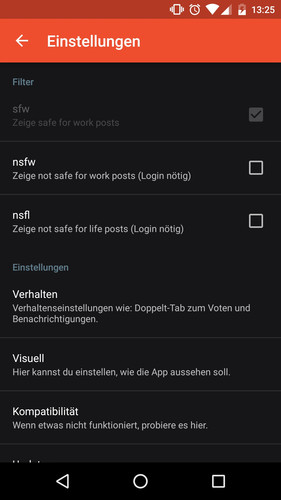 13:25
Einstellungen
Filter
sfw
Zeige safe for work posts
nsfw
Zeige not safe for work posts (Login nötig)
nsfl
Zeige not safe for life posts (Login nötig)
Einstellungen
Verhalten
Verhaltenseinstellungen wie: Doppelt-Tab zum Voten und
Benachrichtigungen.
Visuell
Hier kannst du einstellen, wie die App aussehen soll.
Kompatibilität
Wenn etwas nicht funktioniert, probiere es hier.